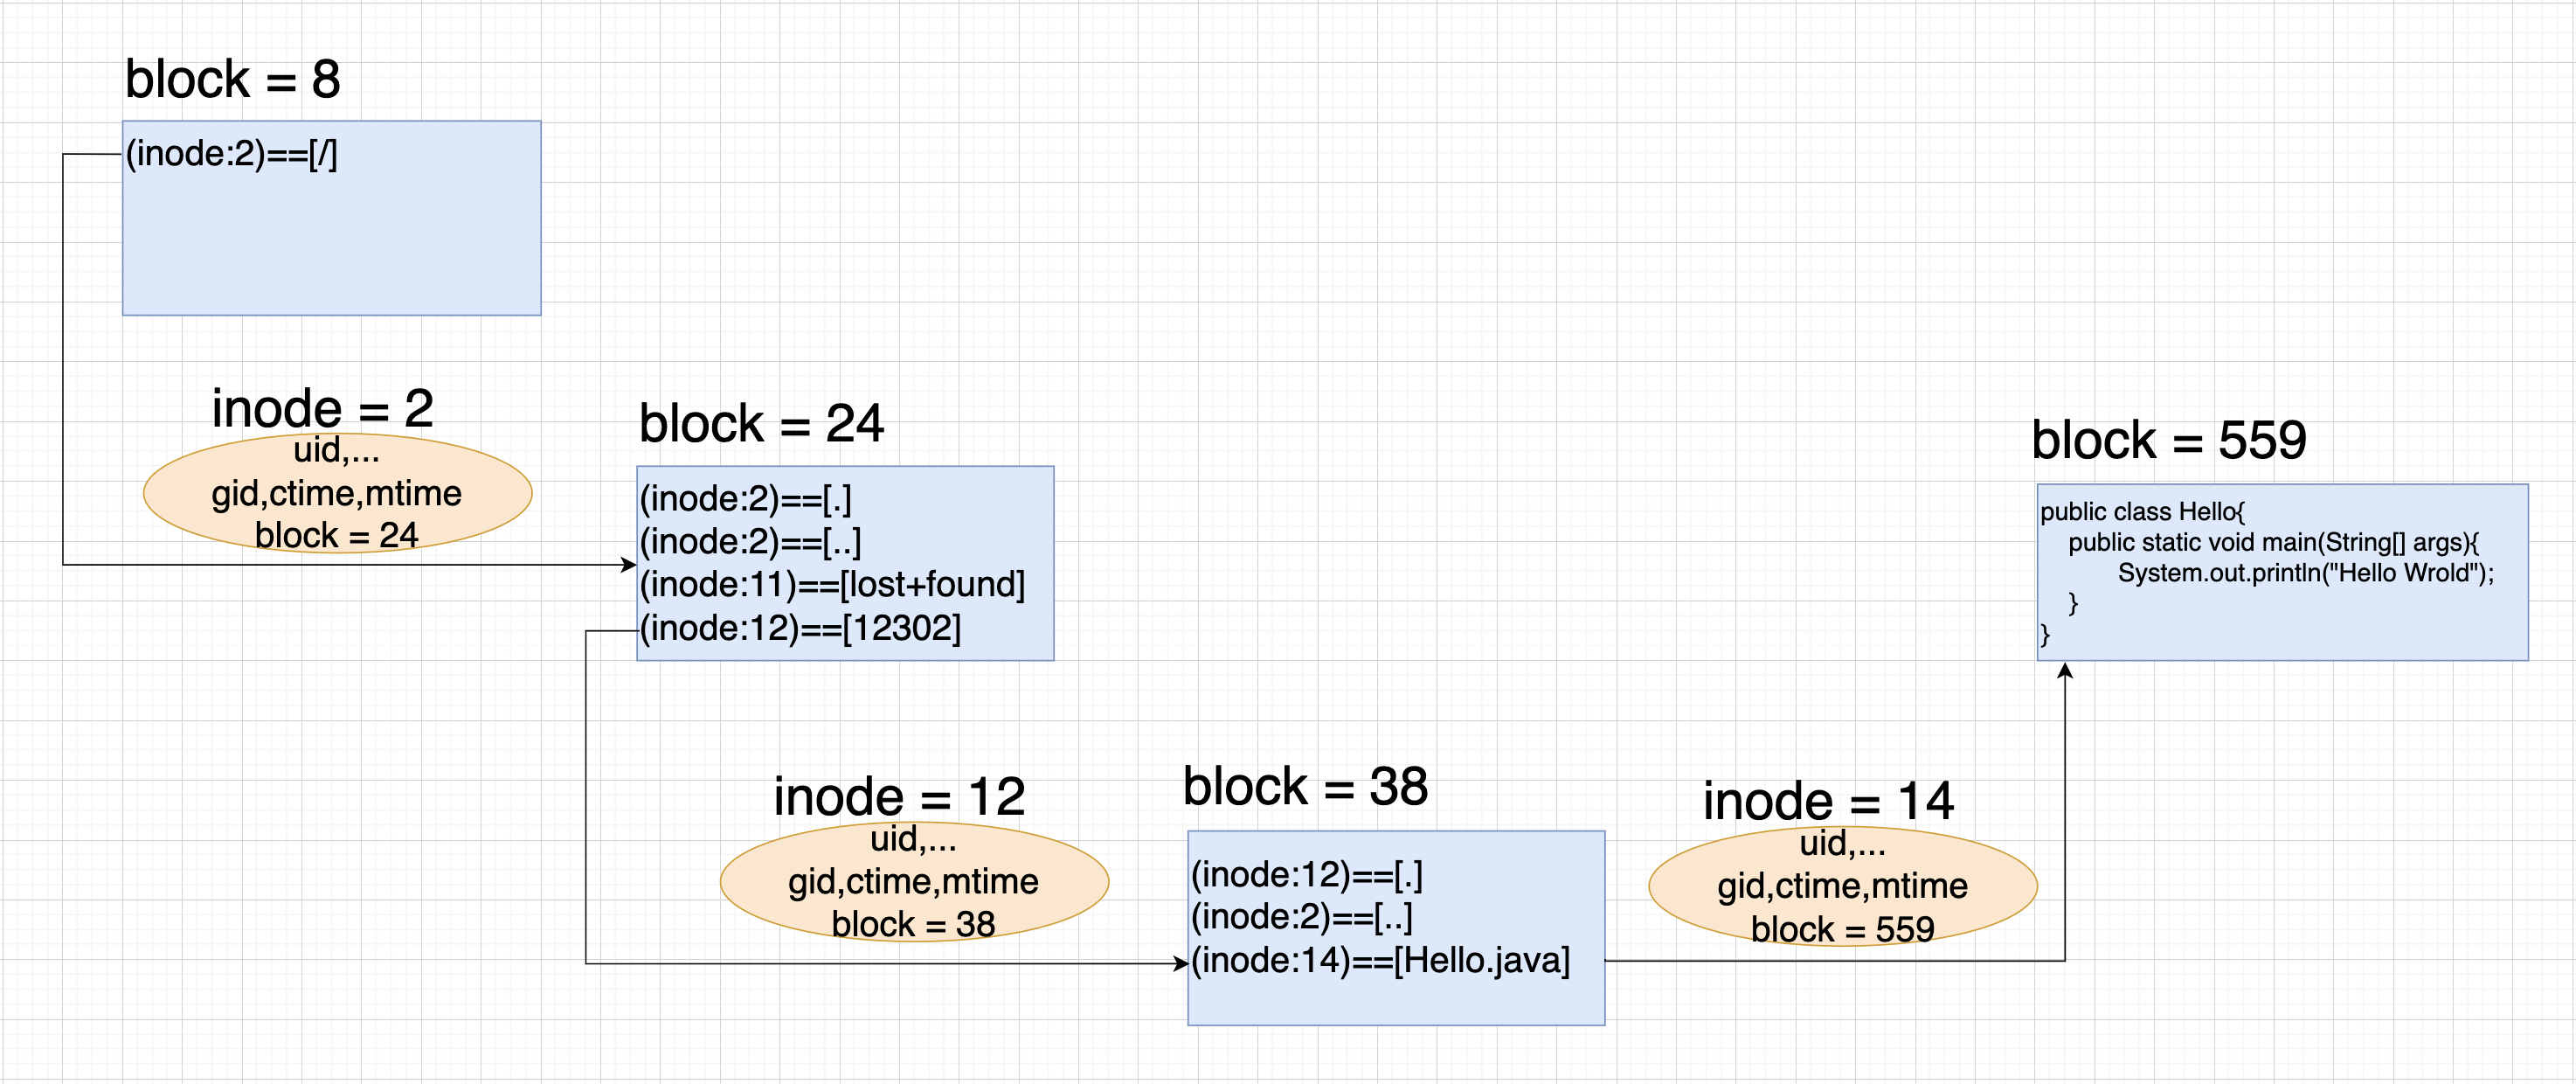 block = 8
(inode:2)==[/]
inode = 2
uid,...
gid,ctime,mtime
block = 24
block = 24
(inode:2)==[.]
(inode:2)==[..]
(inode:11)==[lost+found]
(inode:12)==[12302]
inode = 12
uid,...
gid,ctime,mtime
block = 38
block = 38
(inode:12)==[.]
(inode:2)==[..]
(inode:14)==[Hello.java]
inode = 14
uid,...
gid,ctime,mtime
block = 559
block = 559
public class Hello{
public static void main(String[] args){
System.out.println("Hello Wrold");
}
}